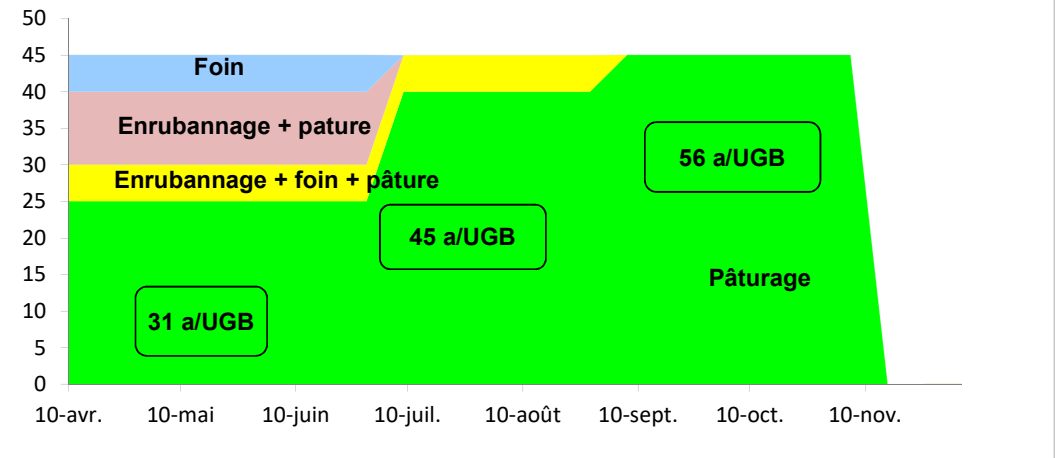 50
45
40
35
30
25
20
15
10
5
0
Foin
Enrubannage + pature
Enrubannage + foin + pâture
56 a/UGB
45 a/UGB
Pâturage
31 a/UGB
10-avr. 10-mai 10-juin 10-juil. 10-août 10-sept. 10-oct. 10-nov.